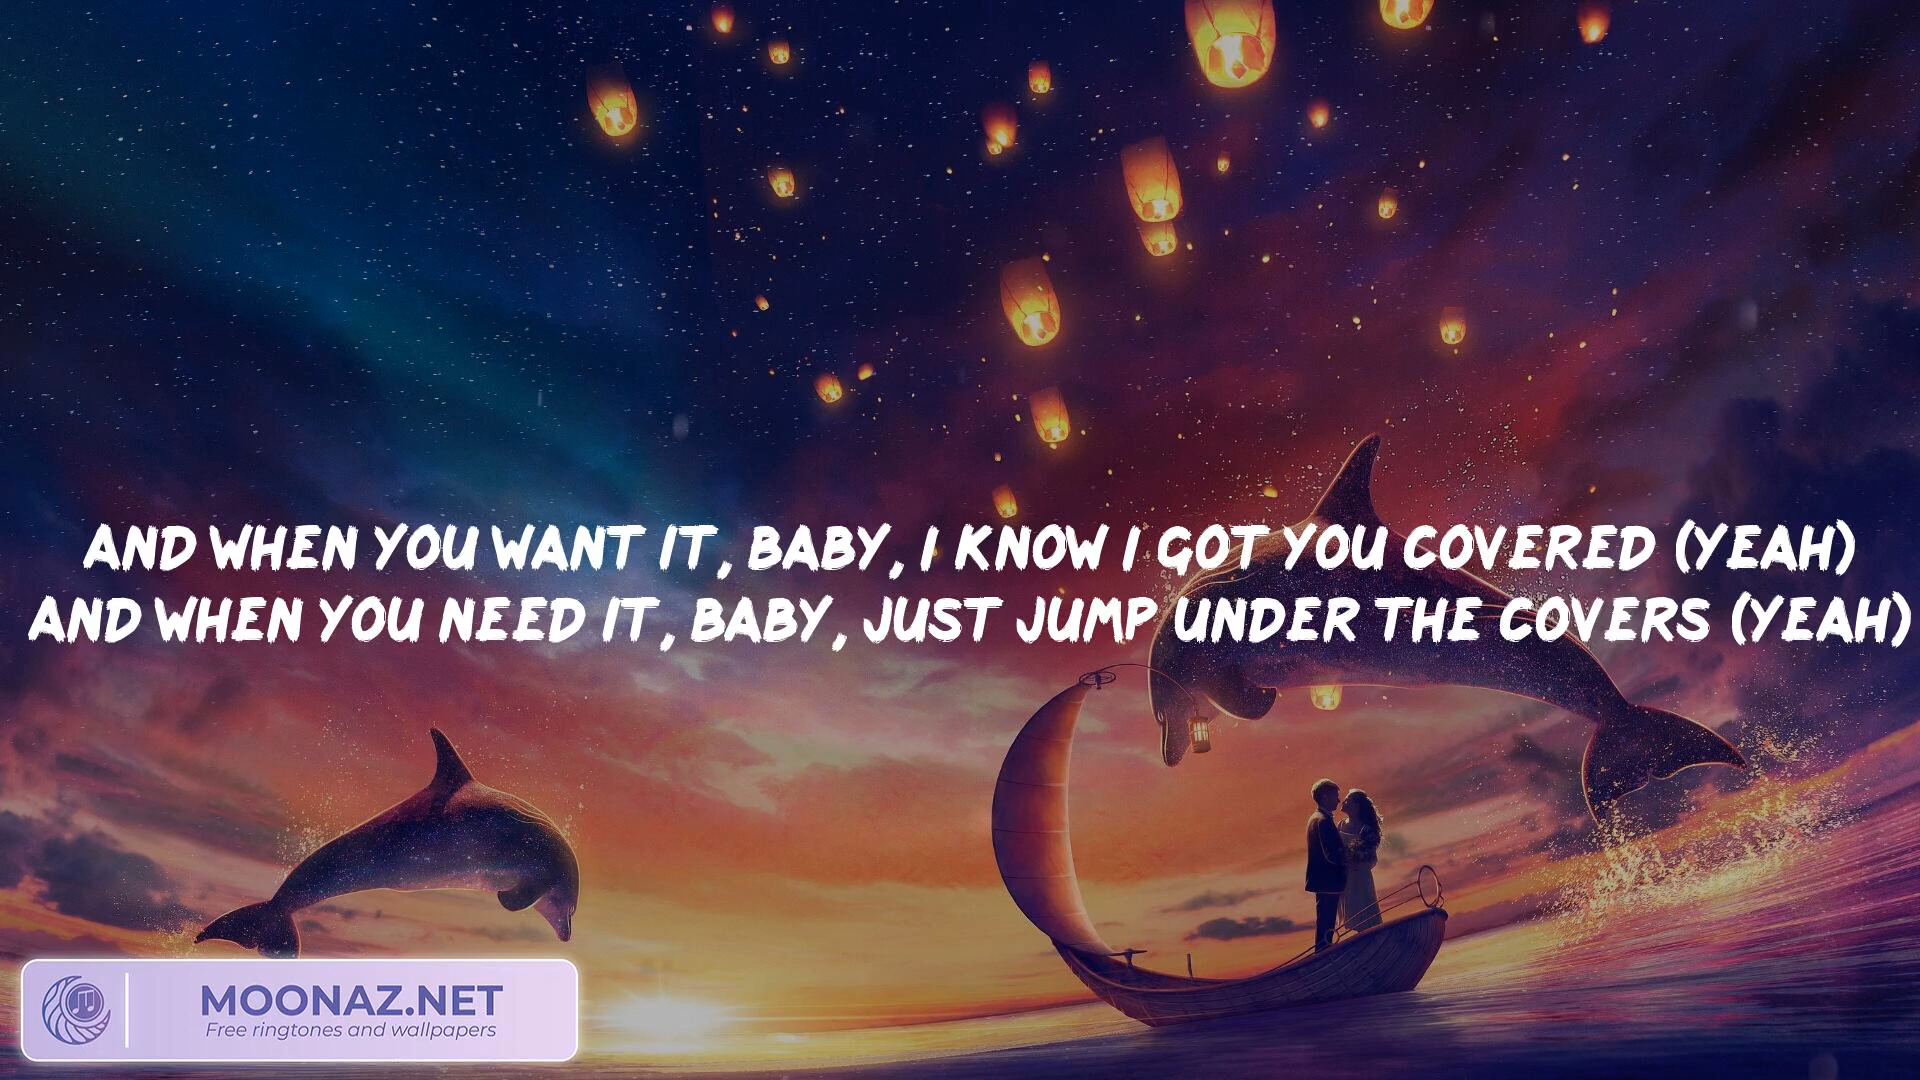 AND WHEN YOU WANT IT, BABY, I KNOW I GOT YOU COVERED (YEAH)
AND WHEN YOU NEED IT, BABY, JUST JUMP UNDER THE COVERS (YEAH)
MOONAZ.NET
Free ringtones and wallpapers